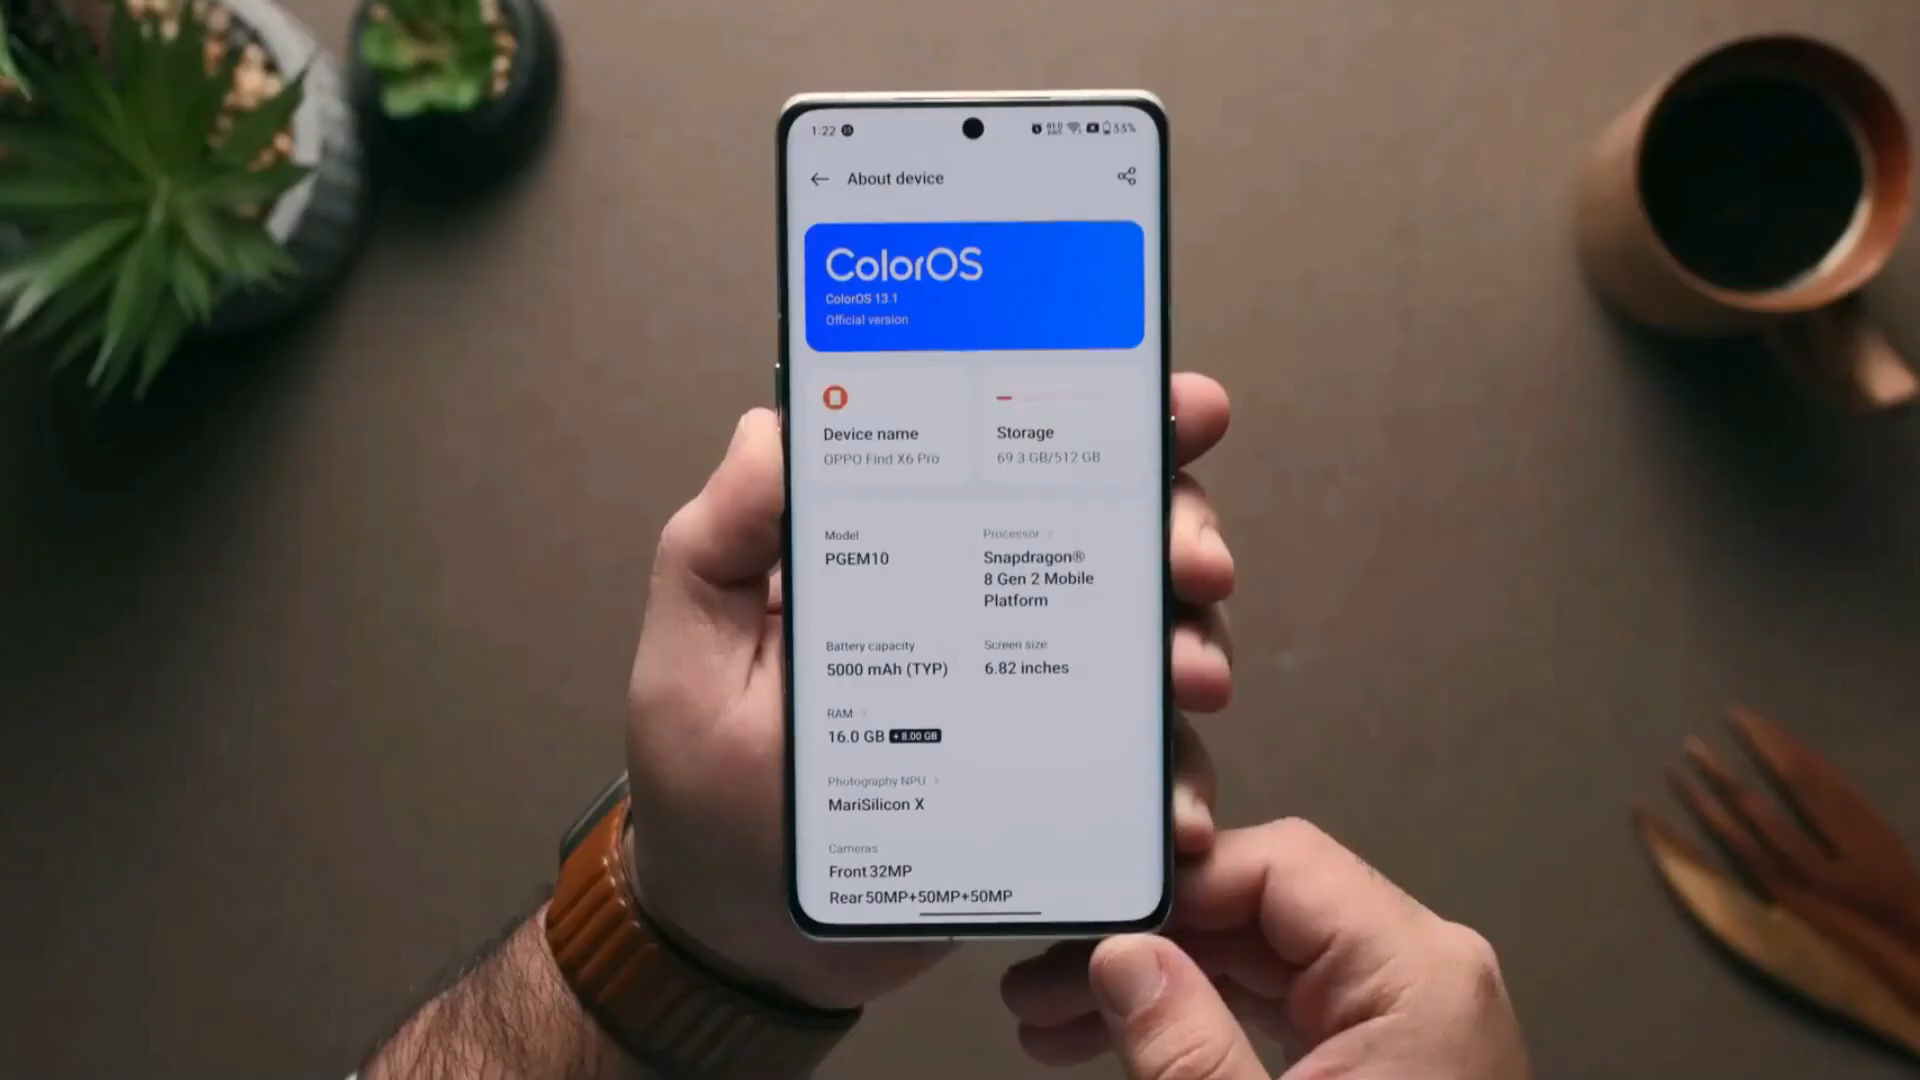 1:22
33%
About device
ColorOS
ColorOS 13.1
Official version
Device name
OPPO Find X6 Pro
Storage
69.3 GB/512 GB
Model
PGEM10
Processor
Snapdragon®
8 Gen 2 Mobile
Platform
Battery capacity
5000 mAh (TYP)
Screen size
6.82 inches
RAM
16.0 GB + 8.00 GB
Photography NPU
MariSilicon X
Cameras
Front 32MP
Rear 50MP+50MP+50MP